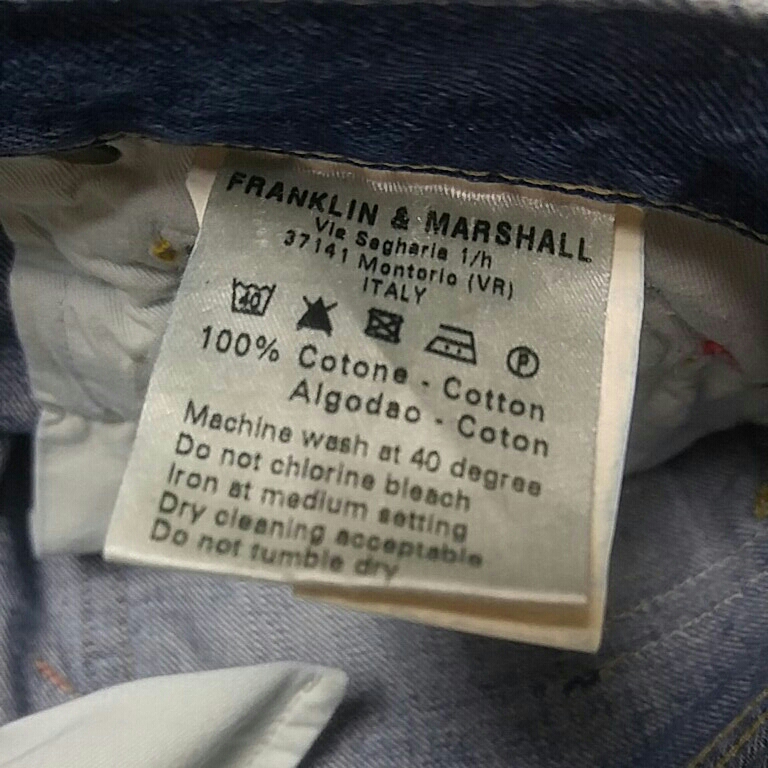 FRANKLIN & MARSHALL
Via Segharia 1/h
37141 Montorio (VR)
ITALY
40 P
100% Cotone - Cotton
Algodao - Coton
Machine wash at 40 degree
Do not chlorine bleach
Iron at medium setting
Dry cleaning acceptable
Do not tumble dry